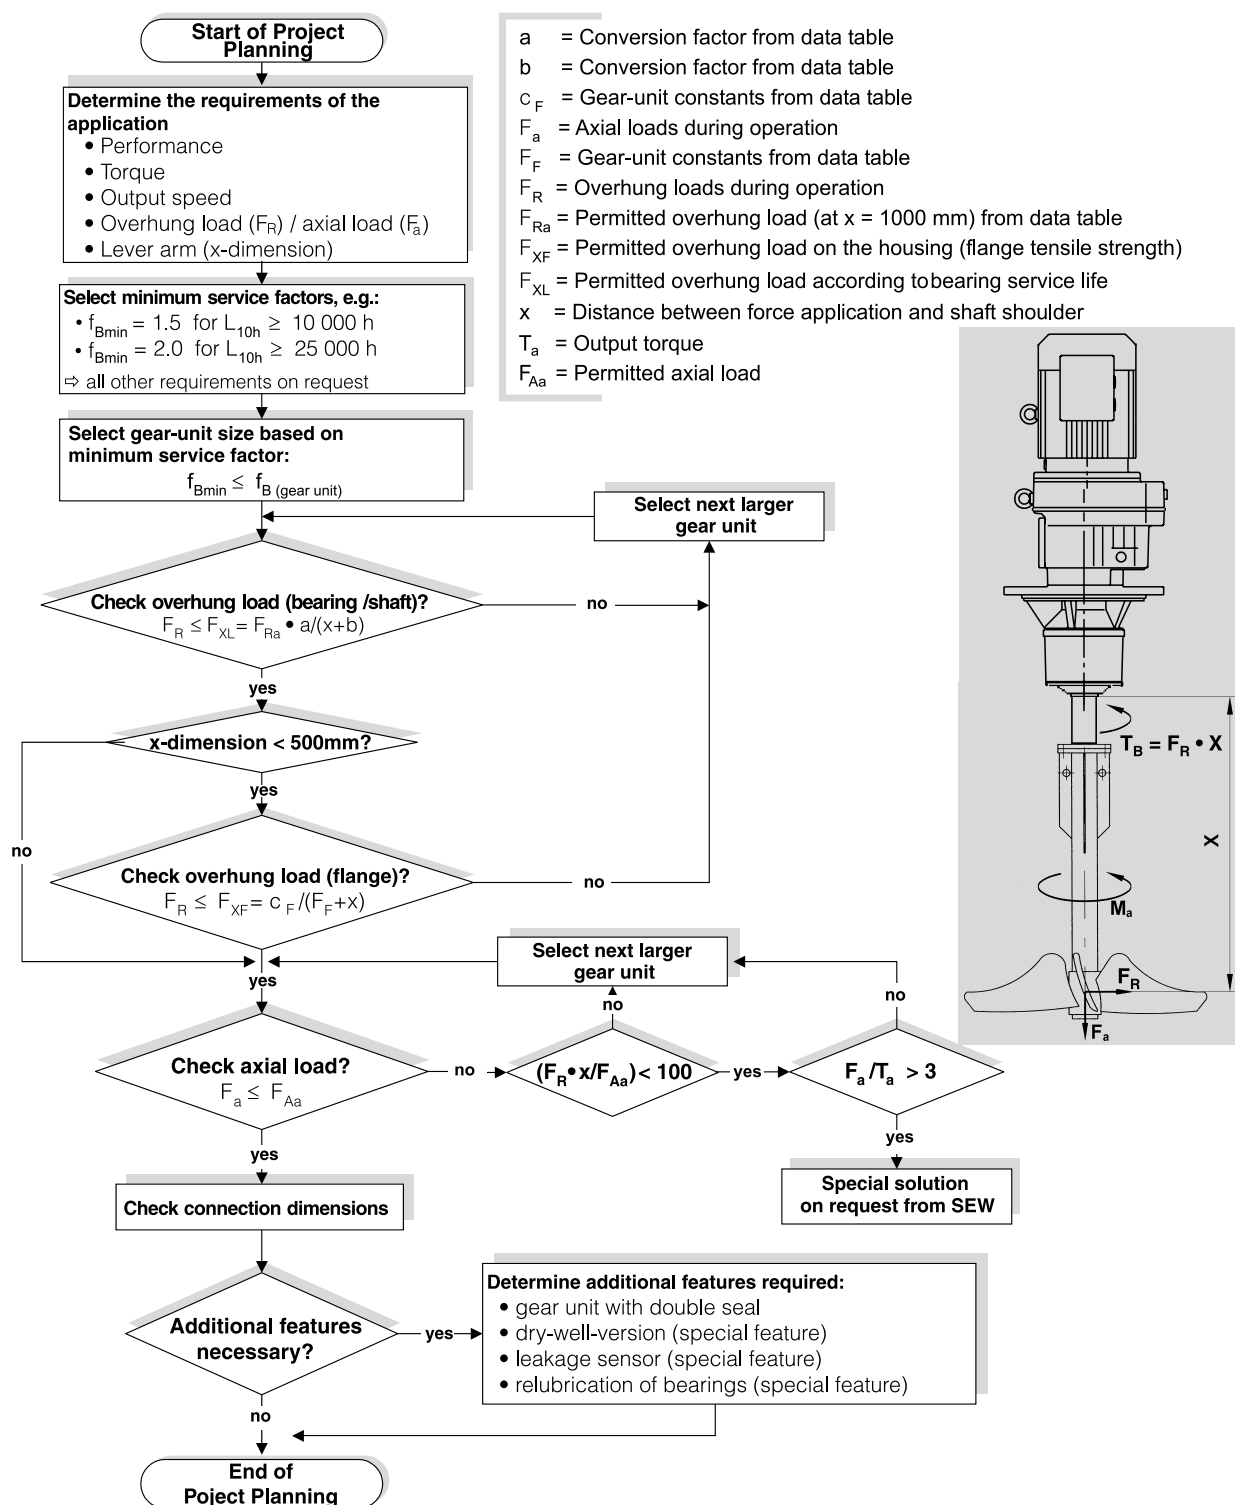 Start of Project
Planning
Determine the requirements of the
application
• Performance
• Torque
• Output speed
• Overhung load (FR) / axial load (Fa)
• Lever arm (x-dimension)
Select minimum service factors, e.g.:
• fBmin = 1.5 for L10h ≥ 10 000 h
• fBmin = 2.0 for L10h ≥ 25 000 h
⇨ all other requirements on request
Select gear-unit size based on
minimum service factor:
fBmin ≤ fB (gear unit)
a = Conversion factor from data table
b = Conversion factor from data table
cF = Gear-unit constants from data table
Fa = Axial loads during operation
FF = Gear-unit constants from data table
FR = Overhung loads during operation
FRa = Permitted overhung load (at x = 1000 mm) from data table
FXF = Permitted overhung load on the housing (flange tensile strength)
FXL = Permitted overhung load according to bearing service life
x = Distance between force application and shaft shoulder
Ta = Output torque
FAa = Permitted axial load
Select next larger
gear unit
Check overhung load (bearing /shaft)?
FR ≤ FXL = FRa • a/(x+b)
no
yes
x-dimension < 500mm?
yes
no
Check overhung load (flange)?
FR ≤ FXF = cF /(FF+x)
no
yes
Select next larger
gear unit
no
no
Check axial load?
Fa ≤ FAa
no
(FR•x/FAa) < 100
yes
Fa /Ta > 3
yes
yes
Check connection dimensions
Special solution
on request from SEW
Additional features
necessary?
yes
Determine additional features required:
• gear unit with double seal
• dry-well-version (special feature)
• leakage sensor (special feature)
• relubrication of bearings (special feature)
no
End of
Poject Planning
TB = FR • X
X
Ma
FR
Fa